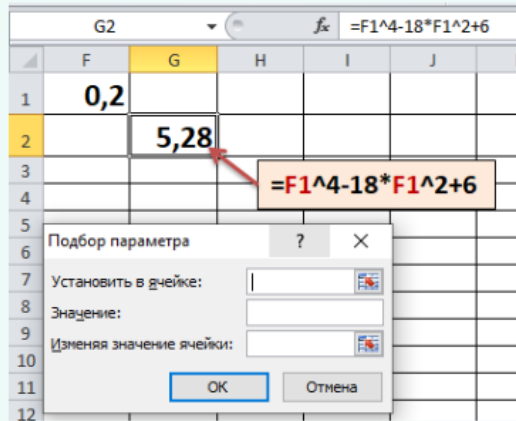 G2 fx =F1^4-18*F1^2+6
F G H I J
1 0,2
2 5,28
3
=F1^4-18*F1^2+6
4
5
Подбор параметра ? X
6
7 Установить в ячейке:
8 Значение:
9 Изменяя значение ячейки:
10
11 ОК Отмена
12